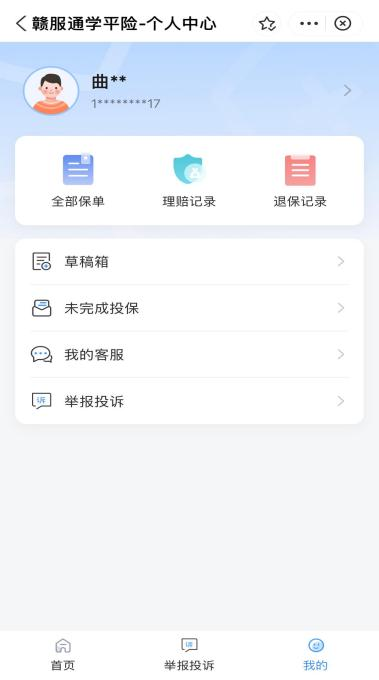 赣服通学平险-个人中心
曲**
1********17
全部保单
理赔记录
退保记录
草稿箱
未完成投保
我的客服
诉
举报投诉
首页
诉
举报投诉
我的